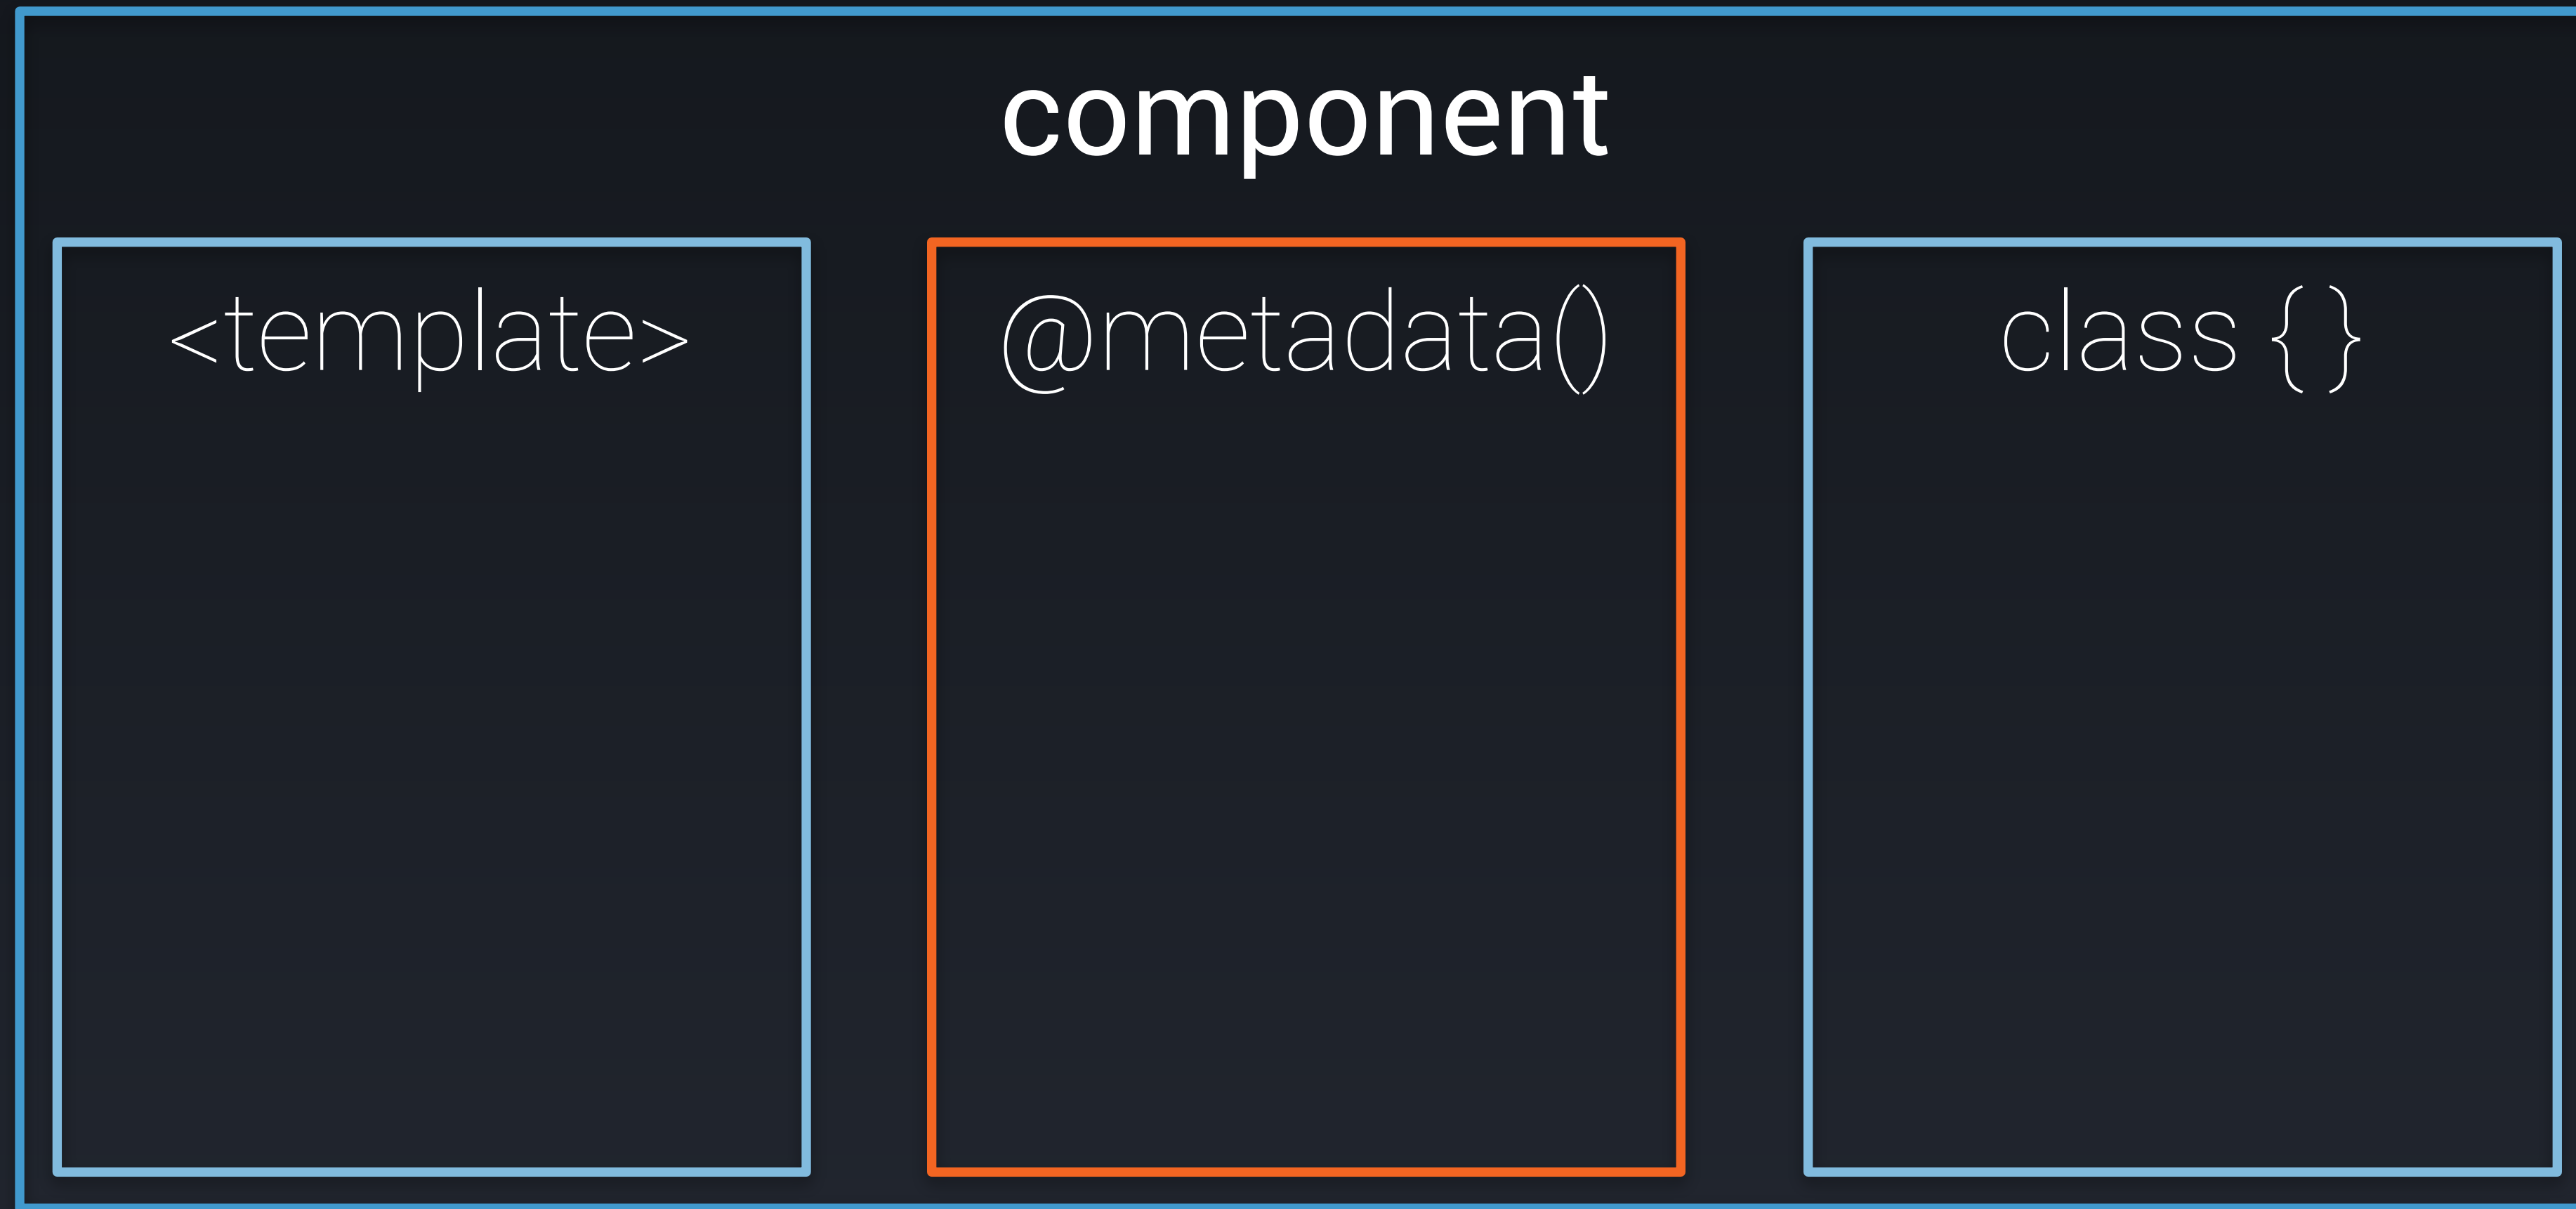 component
<template>
@metadata()
class { }